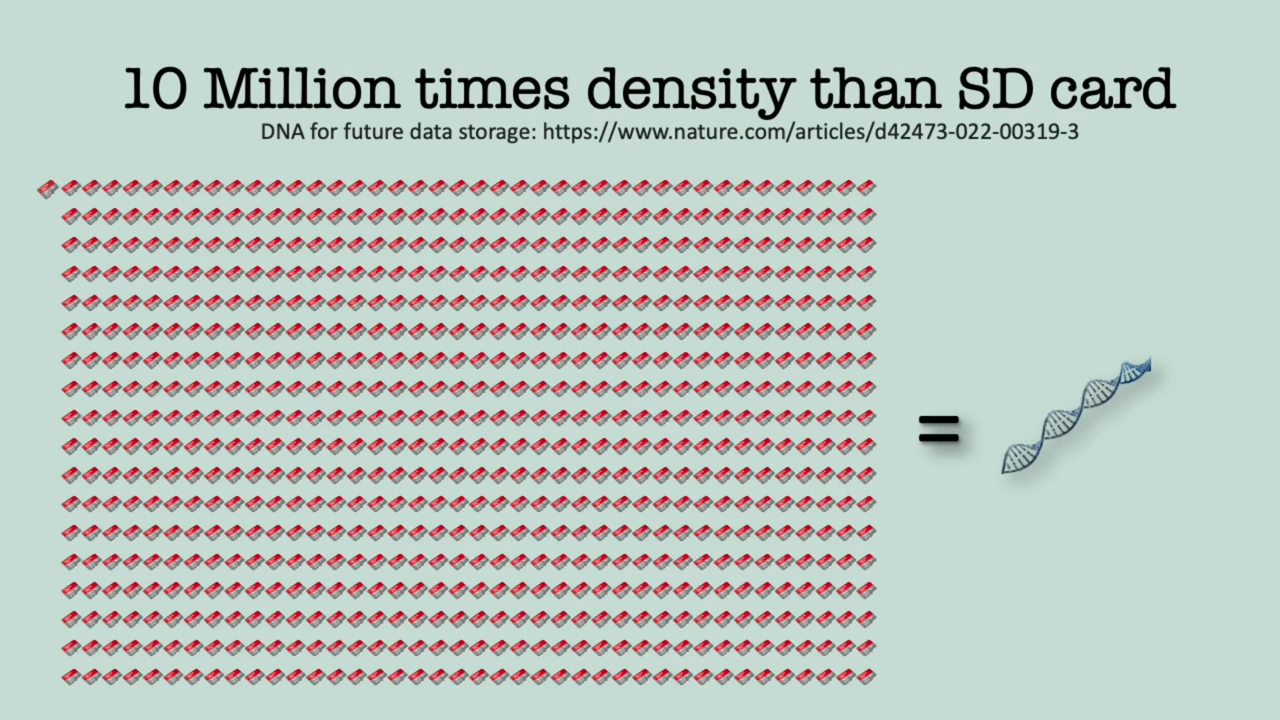 10 Million times density than SD card
DNA for future data storage: https://www.nature.com/articles/d42473-022-00319-3
=